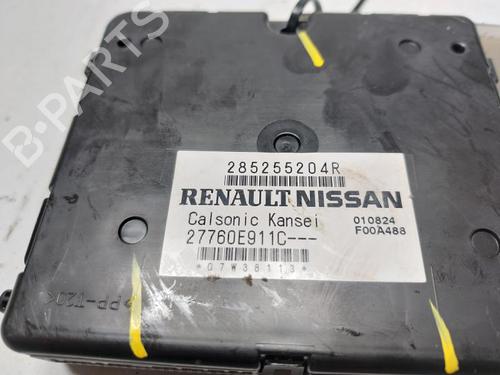 285255204R
RENAULT NISSAN
Calsonic Kansei 010824
27760E911C--- F00A488
*07W38113*
>PP-T20<
B-PARTS